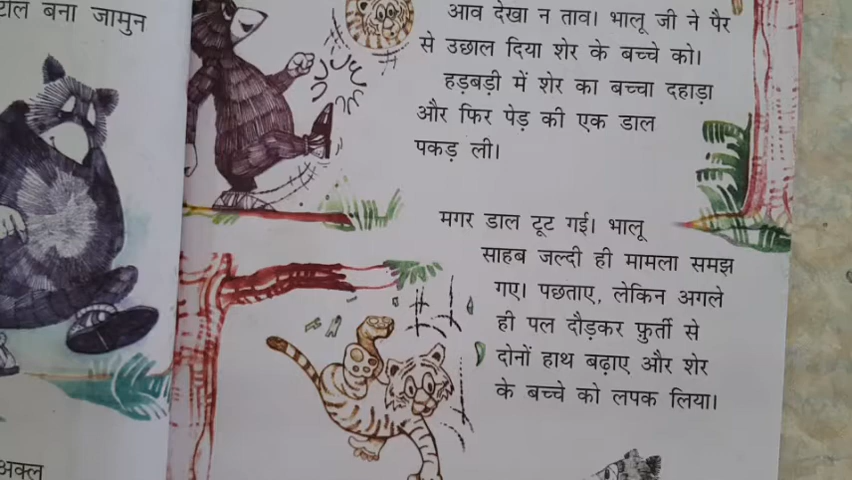 बना जामुन
अक्ल
आव देखा न ताव। भालू जी ने पैर
से उछाल दिया शेर के बच्चे को।
हड़बड़ी में शेर का बच्चा दहाड़ा
और फिर पेड़ की एक डाल
पकड़ ली।
मगर डाल टूट गई। भालू
साहब जल्दी ही मामला समझ
गए। पछताए, लेकिन अगले
ही पल दौड़कर फ़ुर्ती से
दोनों हाथ बढ़ाए और शेर
के बच्चे को लपक लिया।